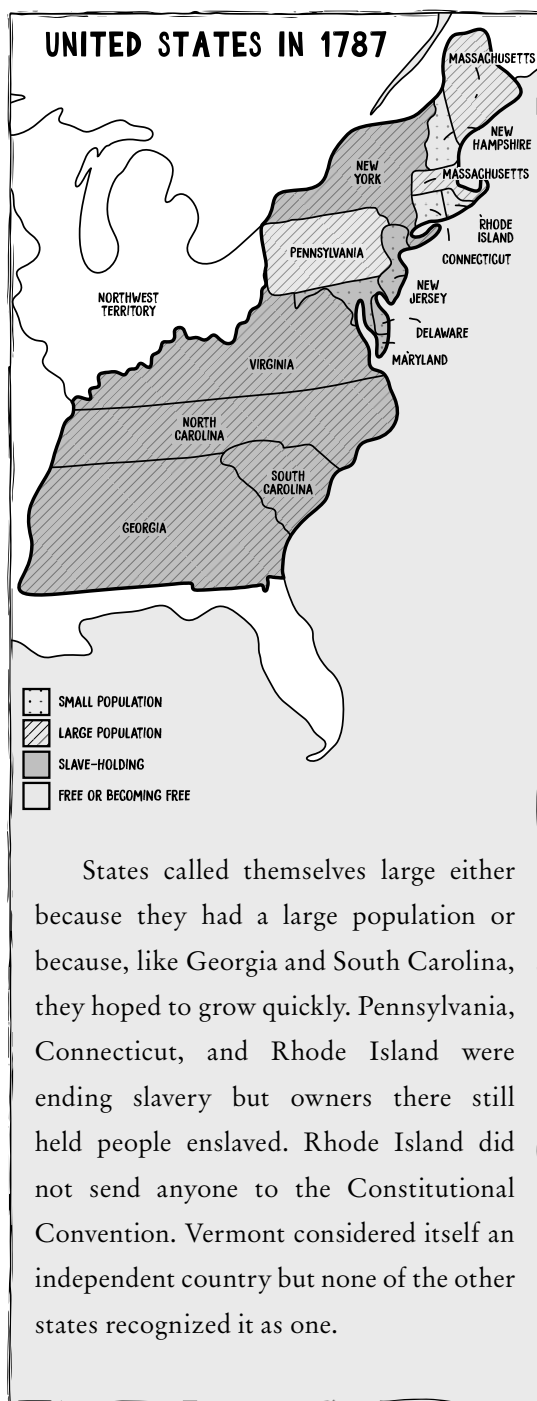 UNITED STATES IN 1787
MASSACHUSETTS
NEW
HAMPSHIRE
NEW
YORK
MASSACHUSETTS
RHODE
ISLAND
CONNECTICUT
PENNSYLVANIA
NEW
JERSEY
NORTHWEST
TERRITORY
DELAWARE
MARYLAND
VIRGINIA
NORTH
CAROLINA
SOUTH
CAROLINA
GEORGIA
SMALL POPULATION
LARGE POPULATION
SLAVE-HOLDING
FREE OR BECOMING FREE
States called themselves large either
because they had a large population or
because, like Georgia and South Carolina,
they hoped to grow quickly. Pennsylvania,
Connecticut, and Rhode Island were
ending slavery but owners there still
held people enslaved. Rhode Island did
not send anyone to the Constitutional
Convention. Vermont considered itself an
independent country but none of the other
states recognized it as one.